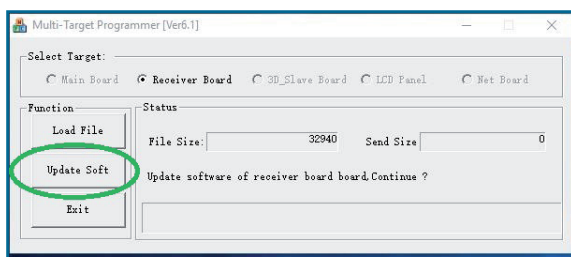 Multi-Target Programmer [Ver6.1]
Select Target:
Main Board Receiver Board 3D_Slave Board LCD Panel Net Board
Function
Status
Load File
File Size: 32940 Send Size 0
Update Soft
Update software of receiver board board,Continue ?
Exit